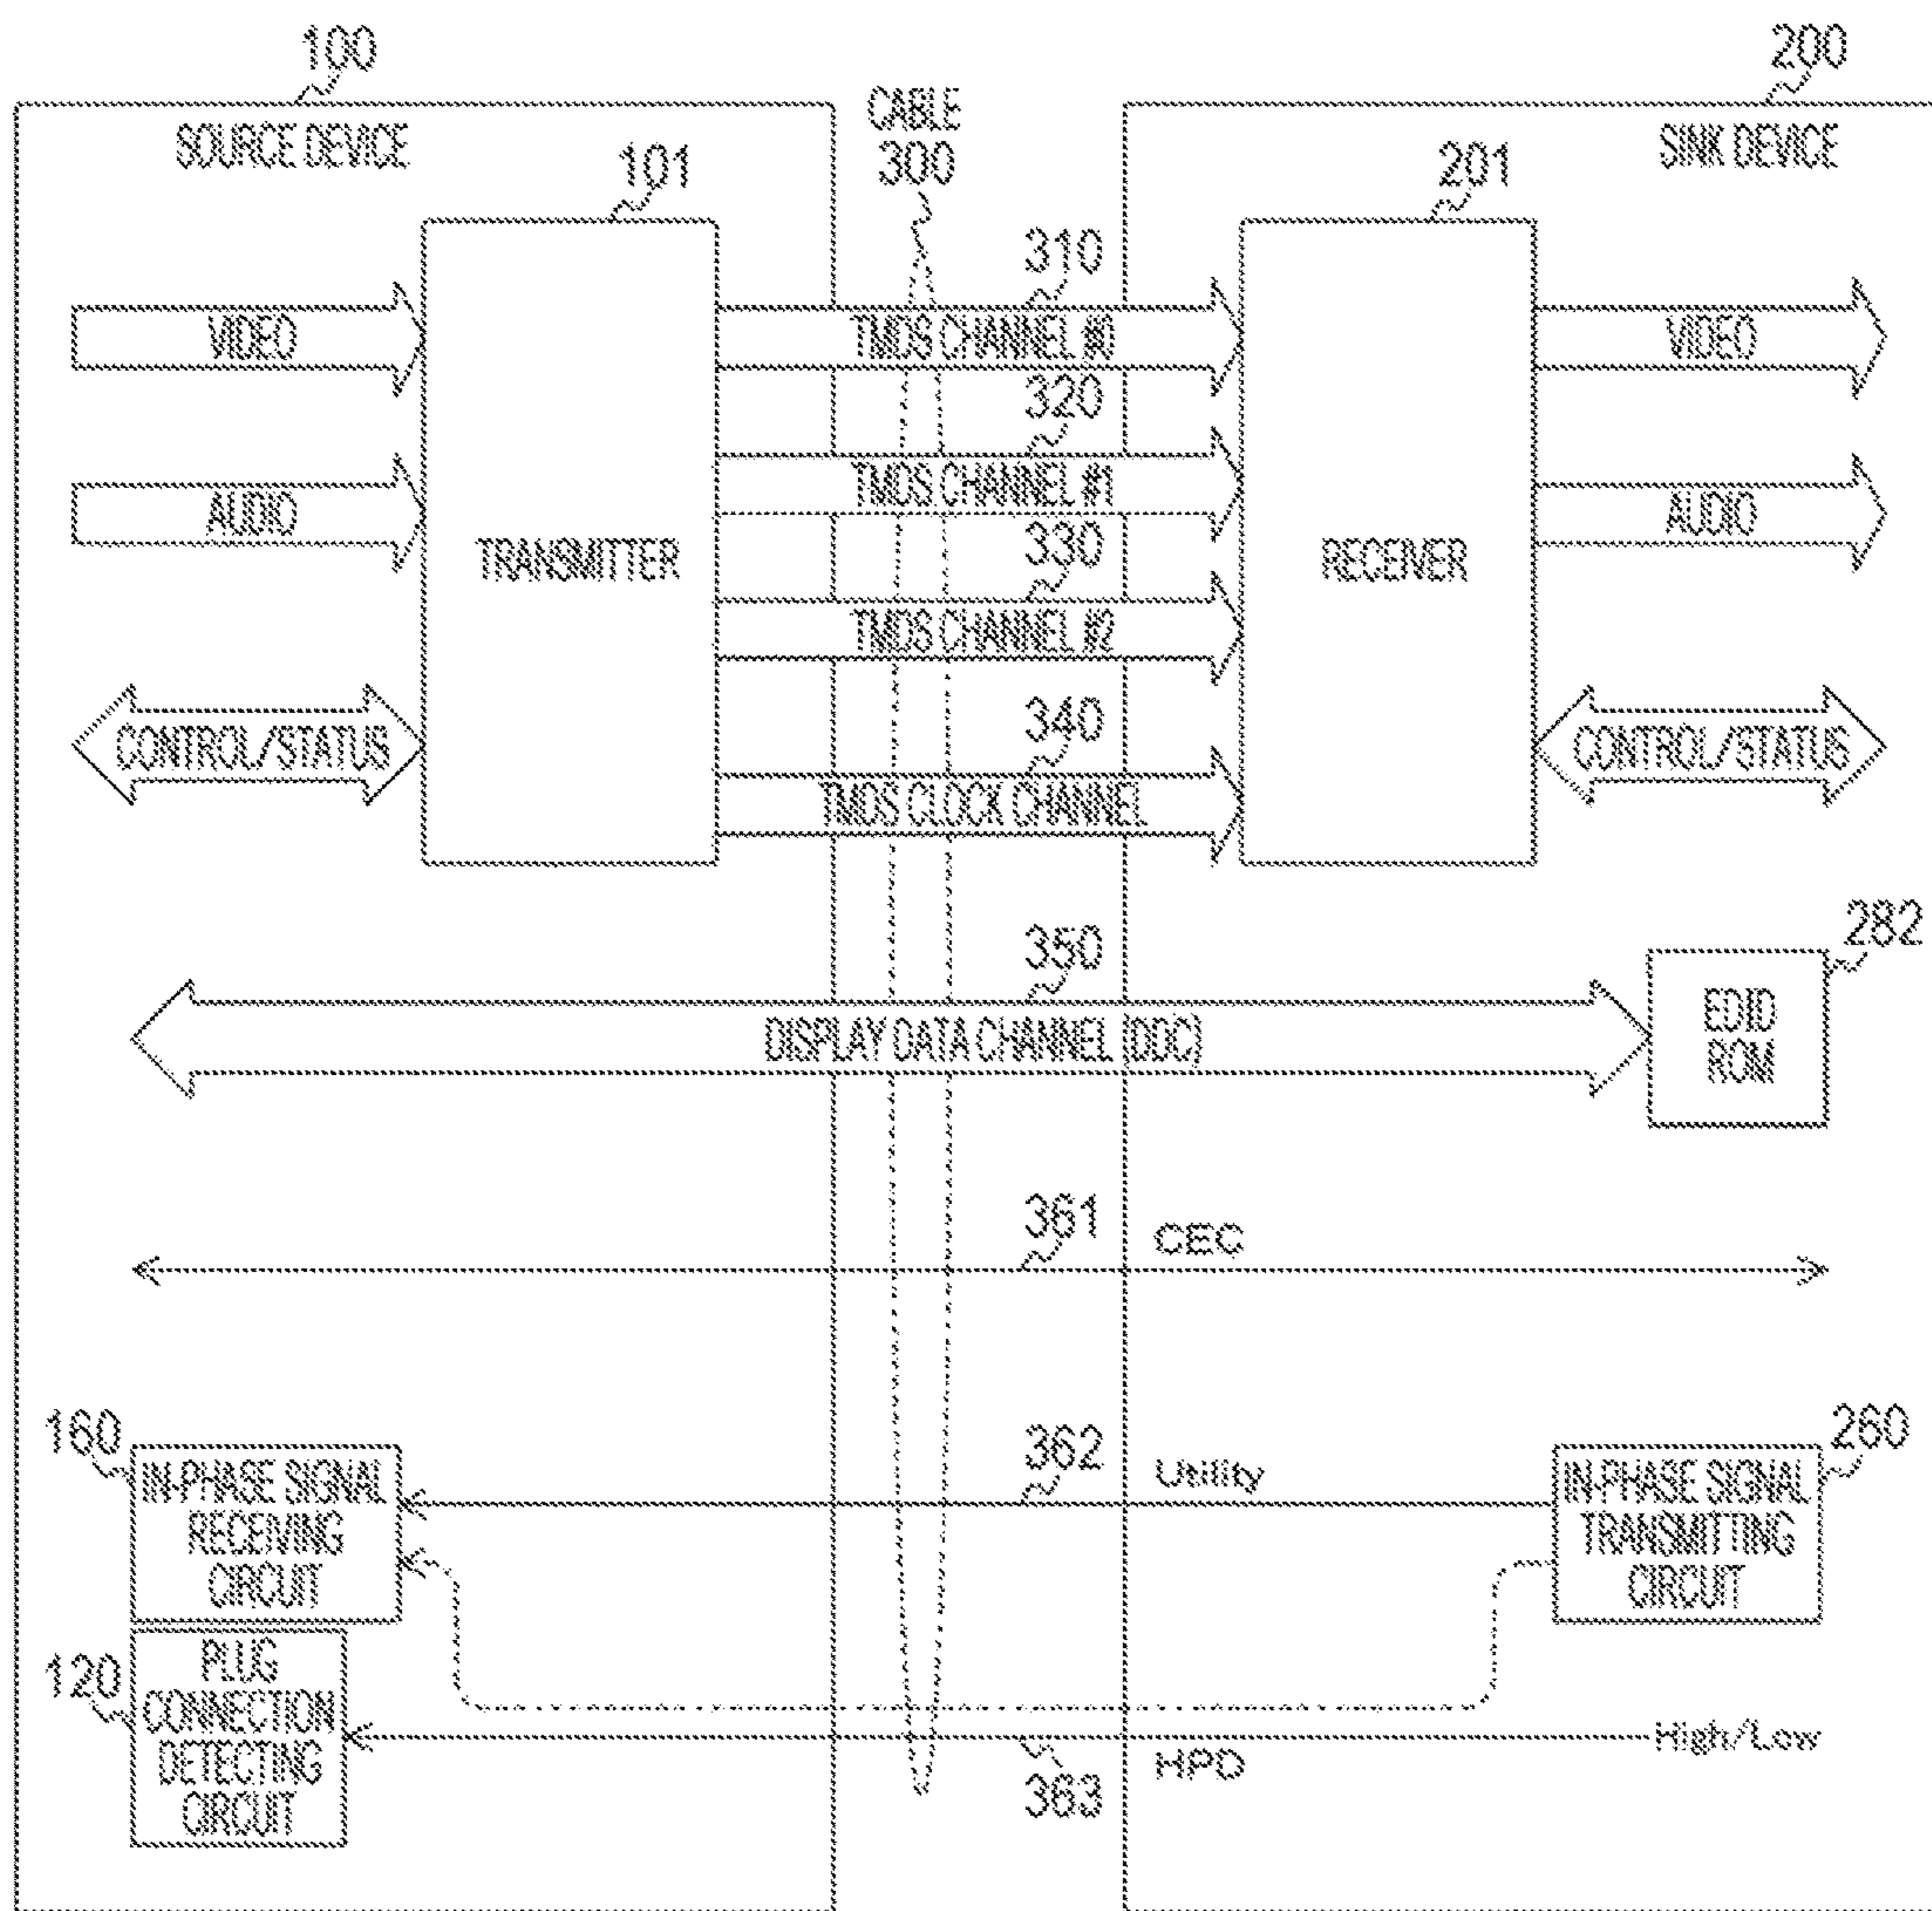 100
200
SOURCE DEVICE
CABLE
300
SINK DEVICE
101
201
310
VIDEO
TMDS CHANNEL #0
VIDEO
320
AUDIO
TMDS CHANNEL #1
AUDIO
330
TRANSMITTER
RECEIVER
TMDS CHANNEL #2
340
CONTROL/STATUS
CONTROL/STATUS
TMDS CLOCK CHANNEL
350
282
DISPLAY DATA CHANNEL (DDC)
EDID
ROM
361
CEC
160
362
260
IN-PHASE SIGNAL
RECEIVING
CIRCUIT
Utility
IN-PHASE SIGNAL
TRANSMITTING
CIRCUIT
120
PLUG
CONNECTION
DETECTING
CIRCUIT
High/Low
363
HPD